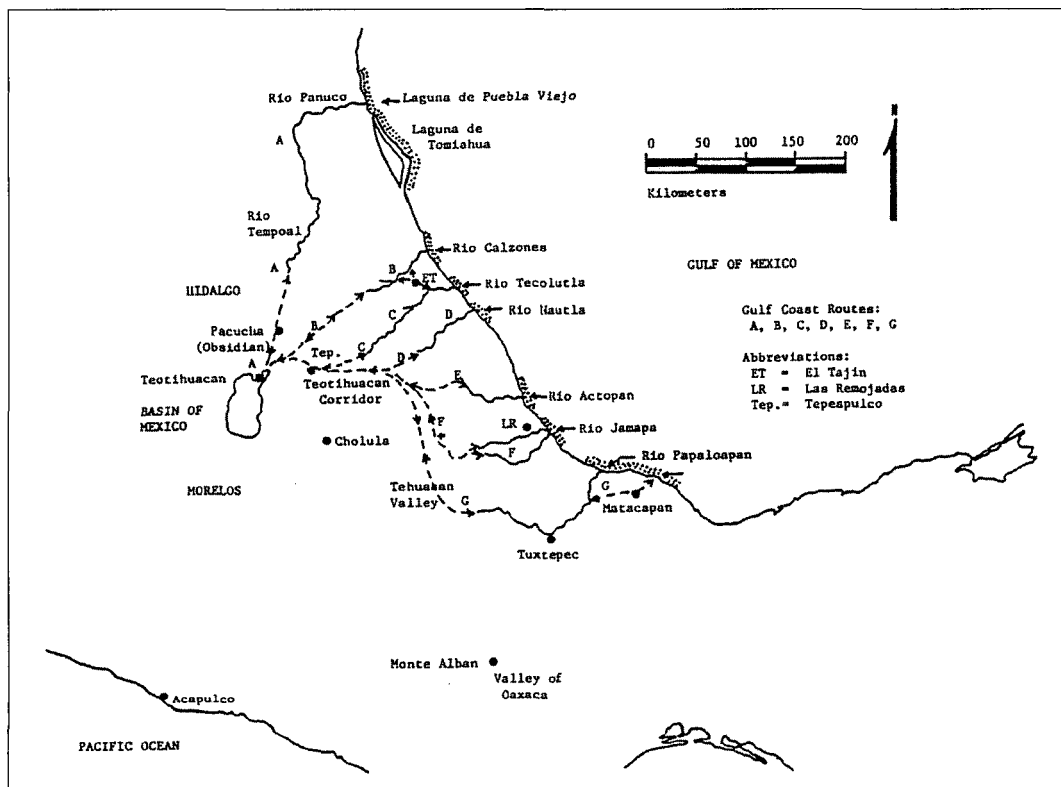 Rio Panuco
Laguna de Puebla Viejo
A
Laguna de
Tomiahua
0 50 100 150 200
Kilometers
N
Rio
Tempoal
A
Rio Calzones
GULF OF MEXICO
B
ET
Rio Tecolutla
HIDALGO
Rio Nautla
C
D
Gulf Coast Routes:
A, B, C, D, E, F, G
B
Pacucha
(Obsidian)
Tep.
C
D
Abbreviations:
ET = El Tajin
LR = Las Remojadas
Tep.= Tepeapulco
A
Teotihuacan
Teotihuacan
Corridor
E
Rio Actopan
BASIN OF
MEXICO
LR
Rio Jamapa
F
Cholula
F
Rio Papaloapan
MORELOS
Tehuacan
Valley
G
G
Matacapan
Tuxtepec
Monte Alban
Valley of
Oaxaca
Acapulco
PACIFIC OCEAN